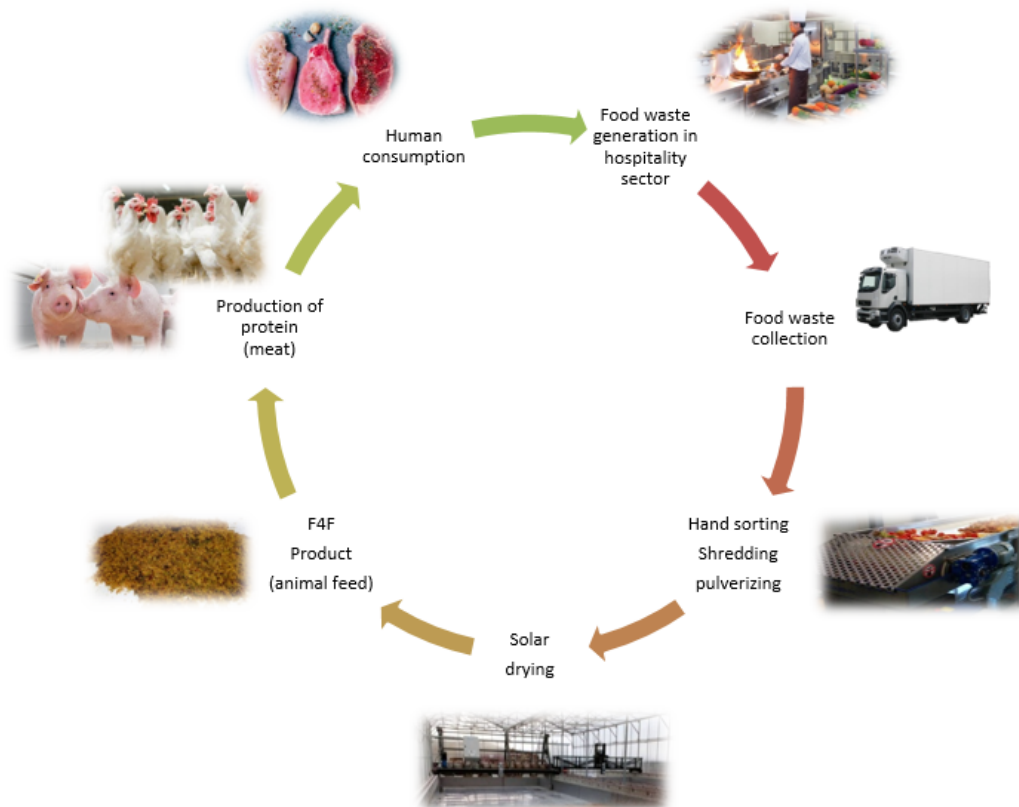 Human
consumption
Food waste
generation in
hospitality
sector
Food waste
collection
Hand sorting
Shredding
pulverizing
Solar
drying
F4F
Product
(animal feed)
Production of
protein
(meat)